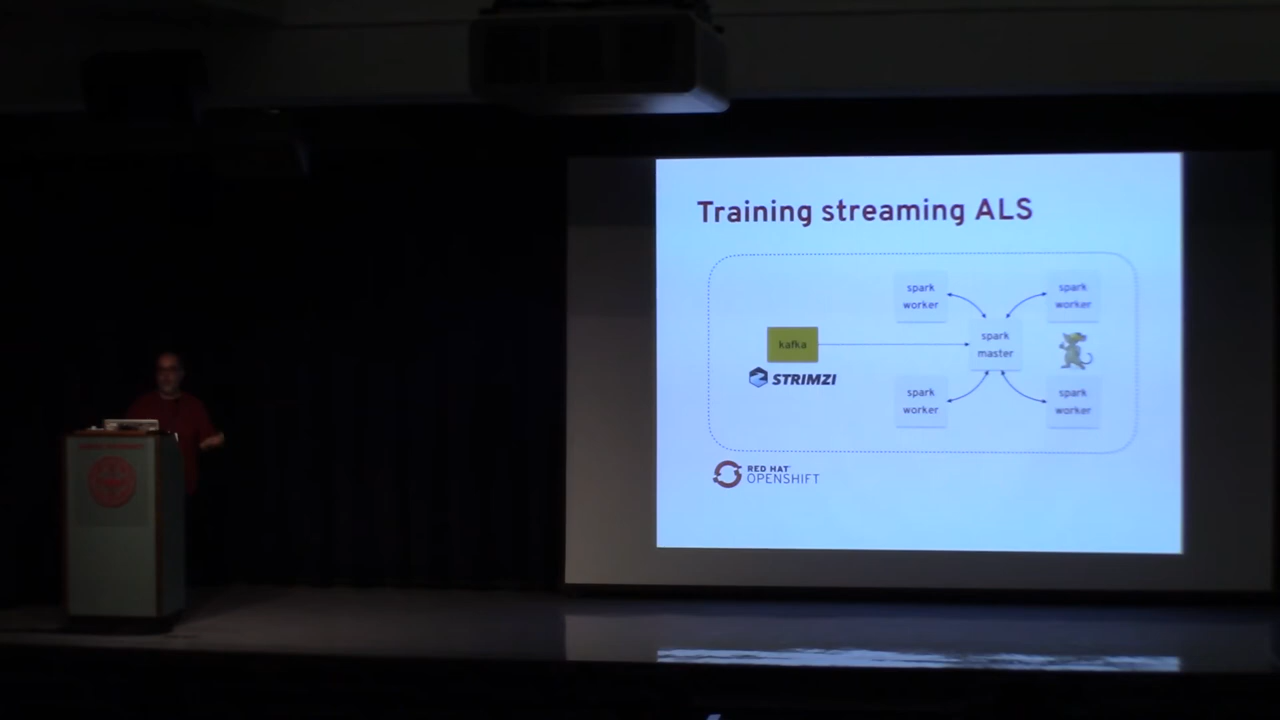 Training streaming ALS
spark
worker
spark
worker
kafka
spark
master
STRIMZI
spark
worker
spark
worker
RED HAT
OPENSHIFT